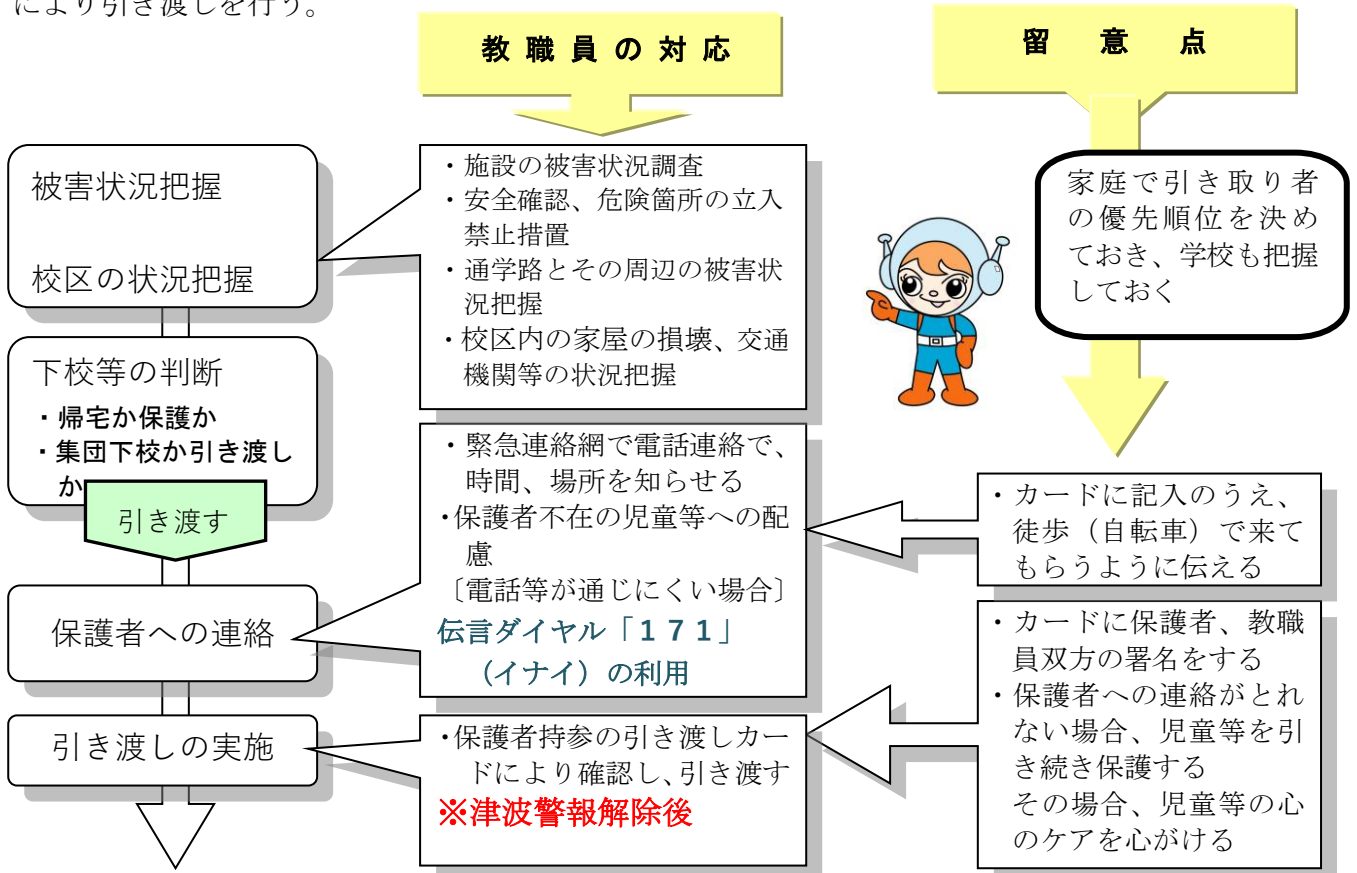 により引き渡しを行う。
教職員の対応
留意点
被害状況把握
校区の状況把握
・施設の被害状況調査
・安全確認、危険箇所の立入
禁止措置
・通学路とその周辺の被害状
況把握
・校区内の家屋の損壊、交通
機関等の状況把握
家庭で引き取り者
の優先順位を決め
ておき、学校も把握
しておく
下校等の判断
・帰宅か保護か
・集団下校か引き渡し
か
引き渡す
保護者への連絡
・緊急連絡網で電話連絡で、
時間、場所を知らせる
・保護者不在の児童等への配
慮
〔電話等が通じにくい場合〕
伝言ダイヤル「１７１」
（イナイ）の利用
・カードに記入のうえ、
徒歩（自転車）で来て
もらうように伝える
引き渡しの実施
・保護者持参の引き渡しカー
ドにより確認し、引き渡す
※津波警報解除後
・カードに保護者、教職
員双方の署名をする
・保護者への連絡がとれ
ない場合、児童等を引
き続き保護する
その場合、児童等の心
のケアを心がける